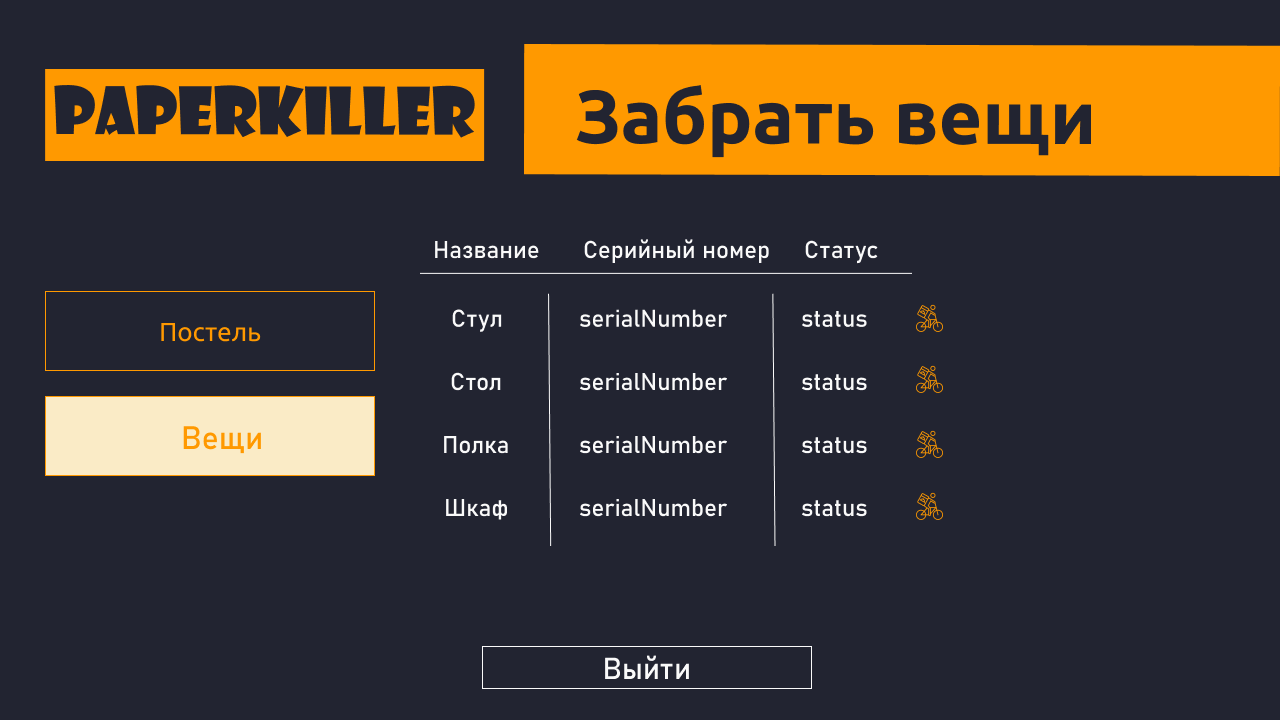 PAPERKILLER
Забрать вещи
Название Серийный номер Статус
Постель
Вещи
Стул serialNumber status
Стол serialNumber status
Полка serialNumber status
Шкаф serialNumber status
Выйти